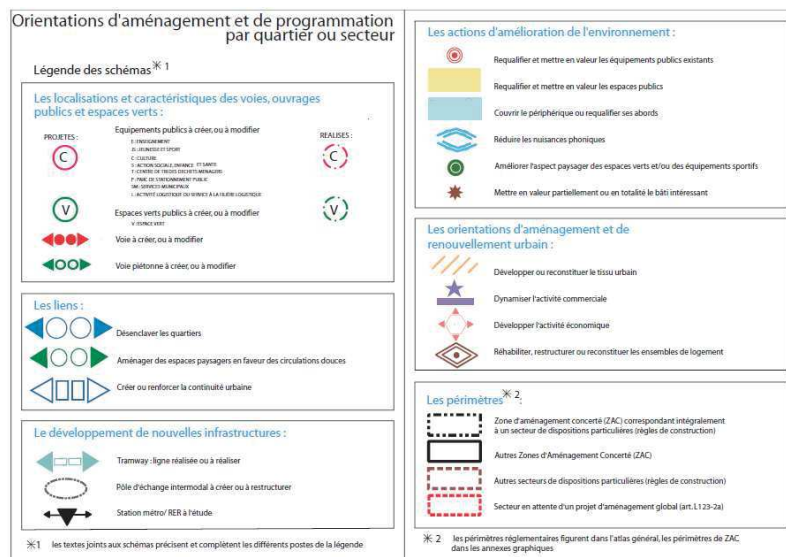 Orientations d'aménagement et de programmation
par quartier ou secteur
Légende des schémas ✳ 1
Les localisations et caractéristiques des voies, ouvrages
publics et espaces verts :
PROJETES :
Equipements publics à créer, ou à modifier
REALISES :
C
E : ENSEIGNEMENT
JS : JEUNESSE ET SPORT
C : CULTURE
S : ACTION SOCIALE, ENFANCE ET SANTE
T : CENTRE DE TRI DES DECHETS MENAGERS
P : PARC DE STATIONNEMENT PUBLIC
SM : SERVICES MUNICIPAUX
L : ACTIVITÉ LOGISTIQUE OU SERVICE À LA FILIÈRE LOGISTIQUE
C
V
Espaces verts publics à créer, ou à modifier
V : ESPACE VERT
V
Voie à créer, ou à modifier
Voie piétonne à créer, ou à modifier
Les liens :
Désenclaver les quartiers
Aménager des espaces paysagers en faveur des circulations douces
Créer ou renforcer la continuité urbaine
Le développement de nouvelles infrastructures :
Tramway : ligne réalisée ou à réaliser
Pôle d'échange intermodal à créer ou à restructurer
Station métro/ RER à l'étude
✳1 les textes joints aux schémas précisent et complètent les différents postes de la légende
Les actions d'amélioration de l'environnement :
Requalifier et mettre en valeur les équipements publics existants
Requalifier et mettre en valeur les espaces publics
Couvrir le périphérique ou requalifier ses abords
Réduire les nuisances phoniques
Améliorer l'aspect paysager des espaces verts et/ou des équipements sportifs
Mettre en valeur partiellement ou en totalité le bâti intéressant
Les orientations d'aménagement et de
renouvellement urbain :
Développer ou reconstituer le tissu urbain
Dynamiser l'activité commerciale
Développer l'activité économique
Réhabiliter, restructurer ou reconstituer les ensembles de logement
Les périmètres ✳ 2 :
Zone d'aménagement concerté (ZAC) correspondant intégralement
à un secteur de dispositions particulières (règles de construction)
Autres Zones d'Aménagement Concerté (ZAC)
Autres secteurs de dispositions particulières (règles de construction)
Secteur en attente d'un projet d'aménagement global (art.L123-2a)
✳ 2 les périmètres réglementaires figurent dans l'atlas général, les périmètres de ZAC
dans les annexes graphiques